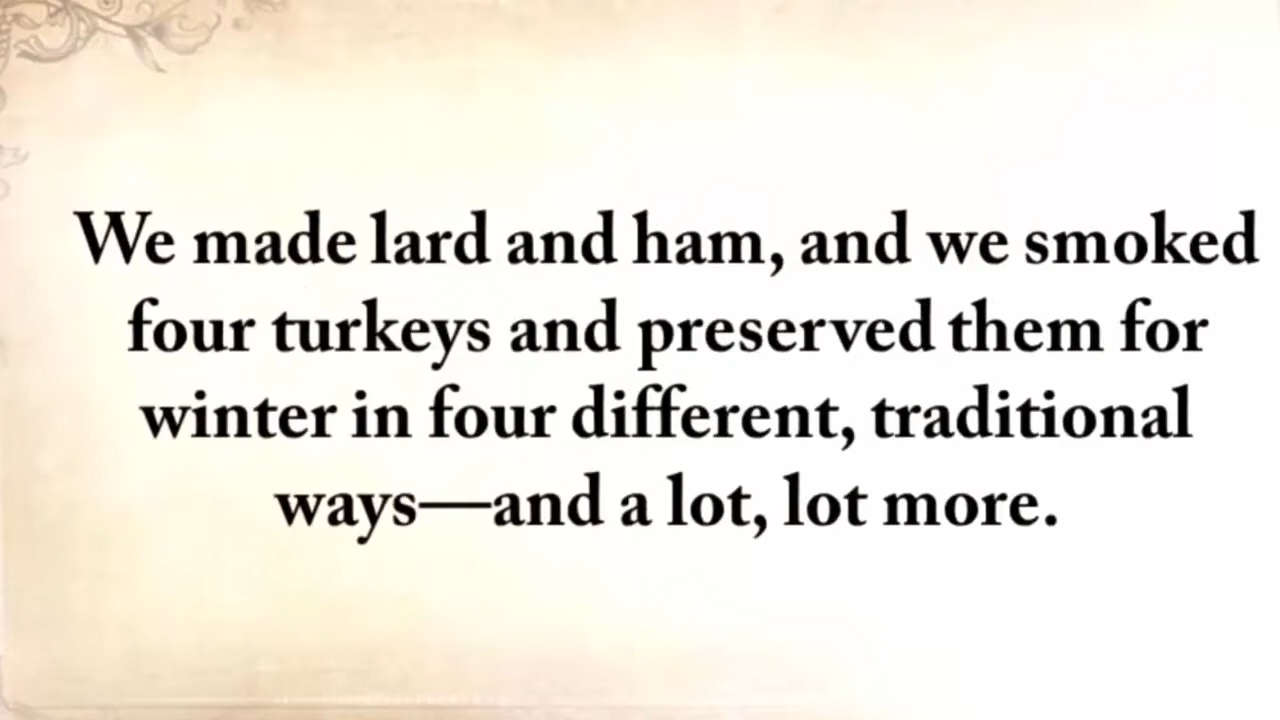 We made lard and ham, and we smoked
four turkeys and preserved them for
winter in four different, traditional
ways—and a lot, lot more.